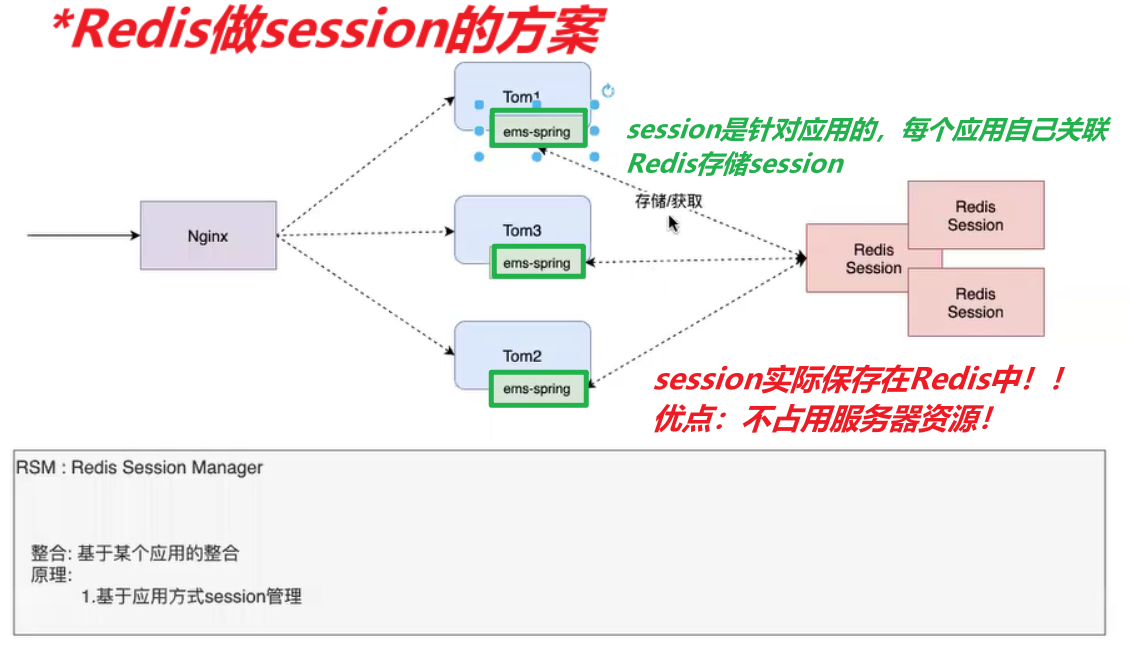 *Redis做session的方案
Tom1
ems-spring
session是针对应用的，每个应用自己关联
Redis存储session
存储/获取
Nginx
Tom3
ems-spring
Redis
Session
Redis
Session
Redis
Session
Tom2
ems-spring
session实际保存在Redis中！！
优点：不占用服务器资源！
RSM : Redis Session Manager
整合: 基于某个应用的整合
原理:
1.基于应用方式session管理